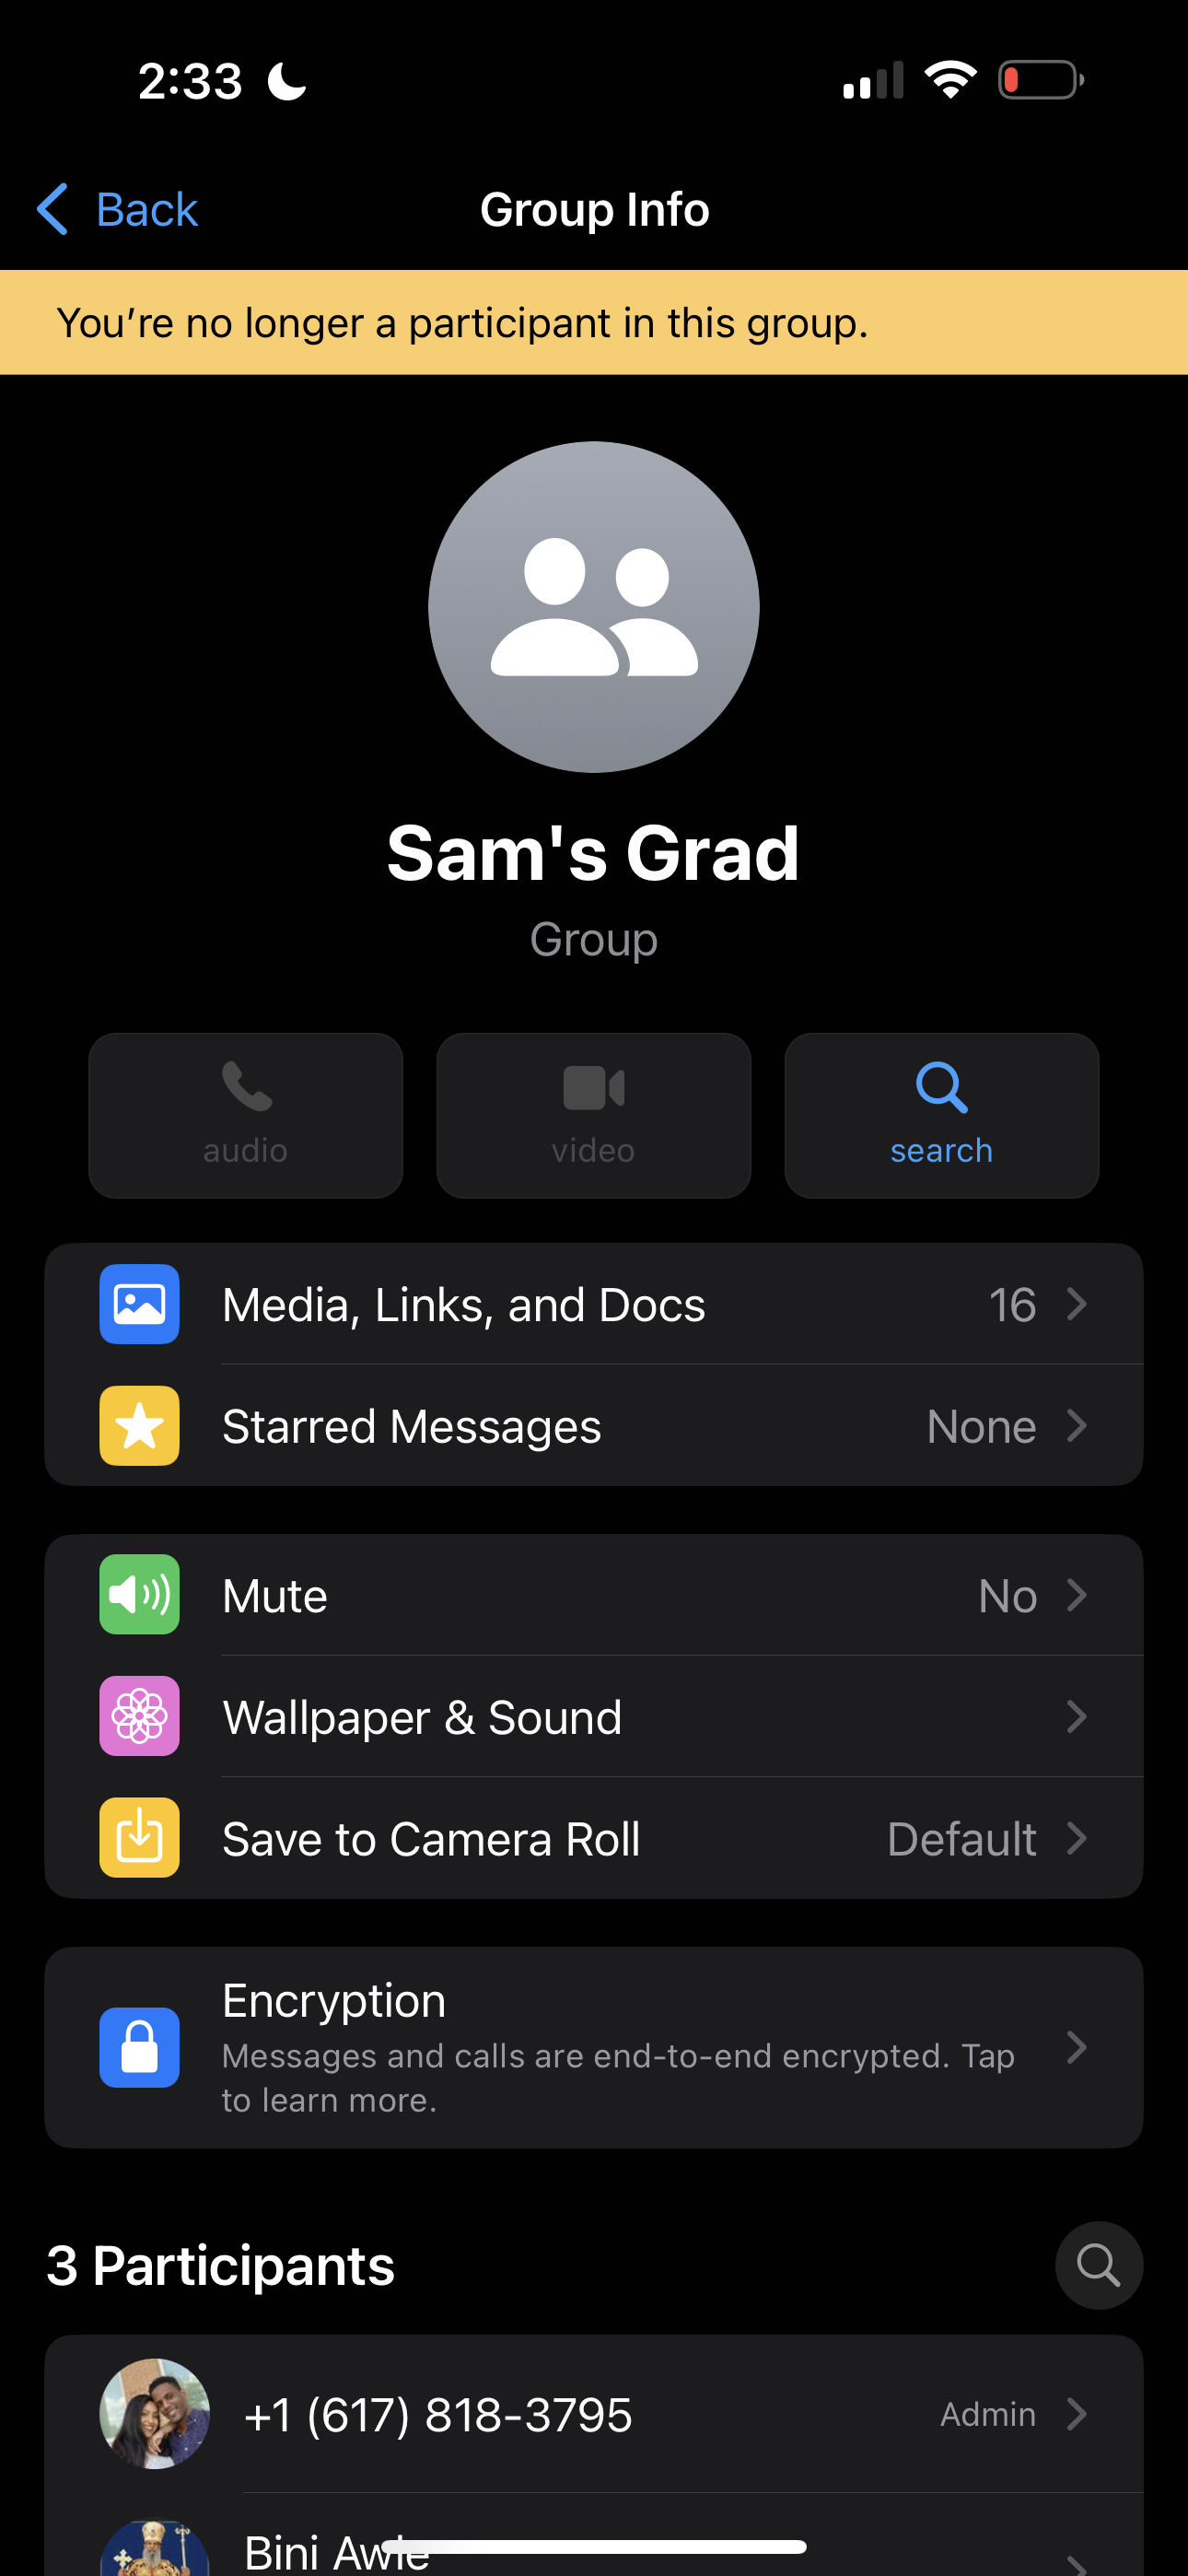 2:33
Back
Group Info
You're no longer a participant in this group.
Sam's Grad
Group
audio
video
search
Media, Links, and Docs 16
Starred Messages None
Mute No
Wallpaper & Sound
Save to Camera Roll Default
Encryption
Messages and calls are end-to-end encrypted. Tap
to learn more.
3 Participants
+1 (617) 818-3795 Admin
Bini